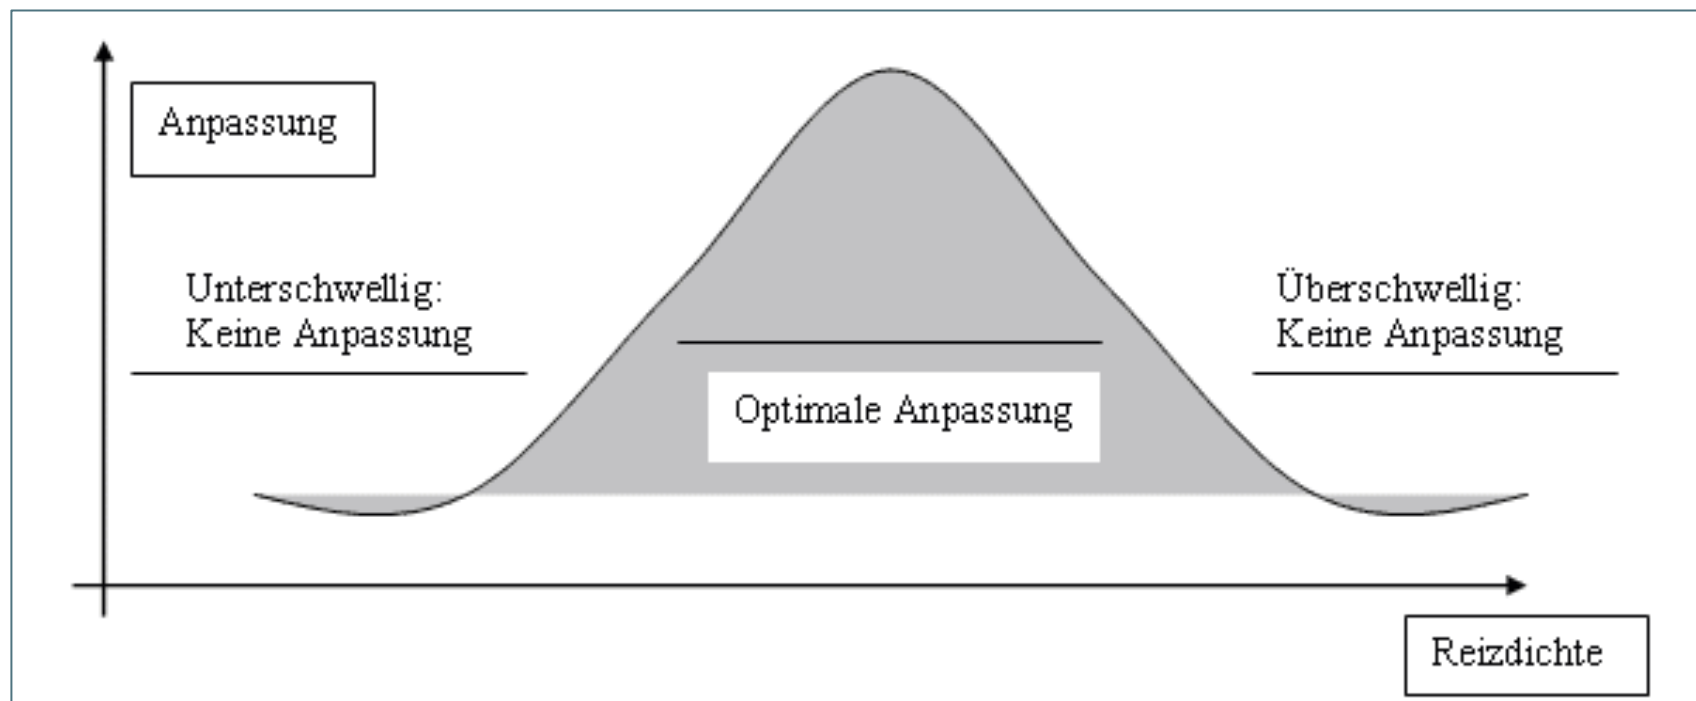 Anpassung
Unterschwellig:
Keine Anpassung
Überschwellig:
Keine Anpassung
Optimale Anpassung
Reizdichte